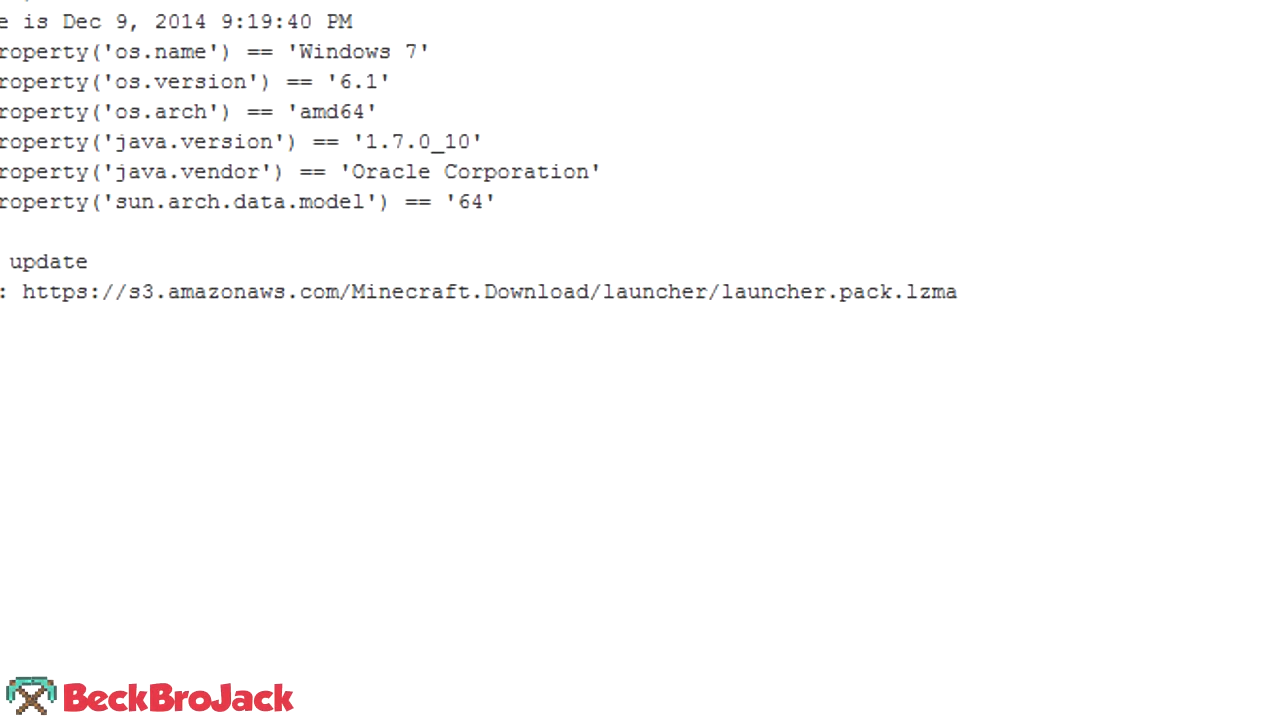 e is Dec 9, 2014 9:19:40 PM
roperty('os.name') == 'Windows 7'
roperty('os.version') == '6.1'
roperty('os.arch') == 'amd64'
roperty('java.version') == '1.7.0_10'
roperty('java.vendor') == 'Oracle Corporation'
roperty('sun.arch.data.model') == '64'
update
: https://s3.amazonaws.com/Minecraft.Download/launcher/launcher.pack.lzma
BeckBroJack